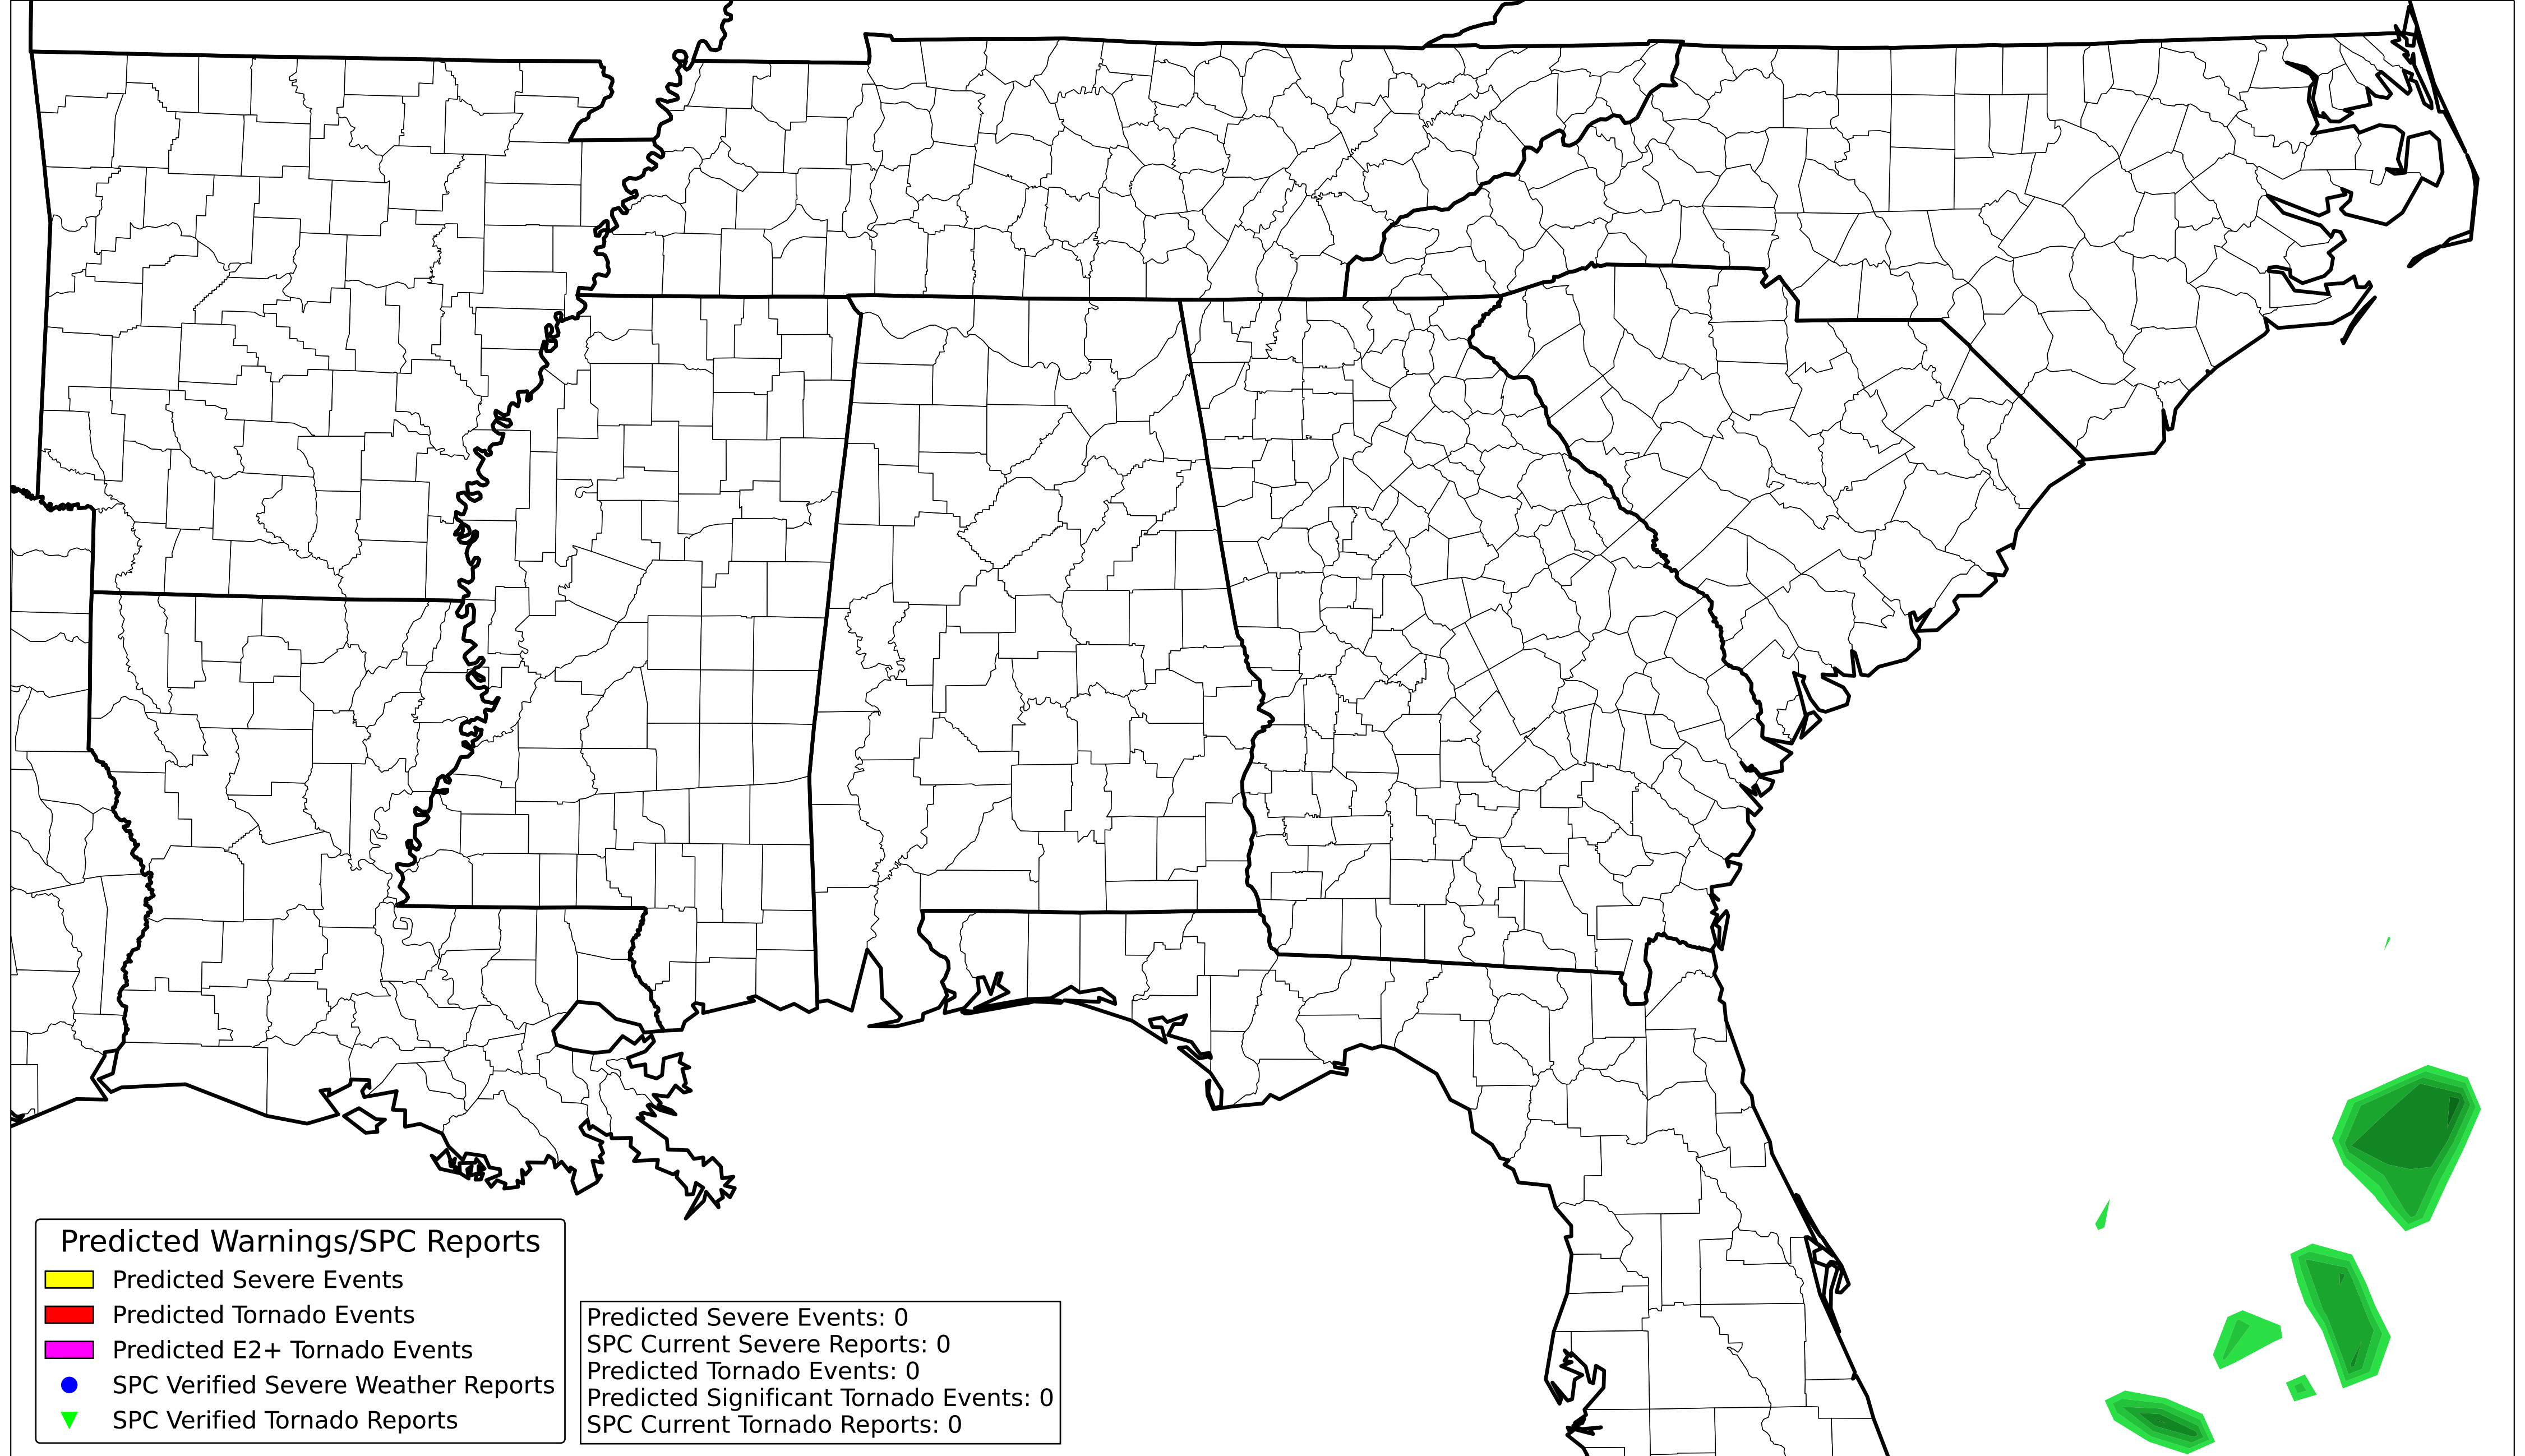 Predicted Warnings/SPC Reports
Predicted Severe Events
Predicted Tornado Events
Predicted E2+ Tornado Events
SPC Verified Severe Weather Reports
SPC Verified Tornado Reports
Predicted Severe Events: 0
SPC Current Severe Reports: 0
Predicted Tornado Events: 0
Predicted Significant Tornado Events: 0
SPC Current Tornado Reports: 0